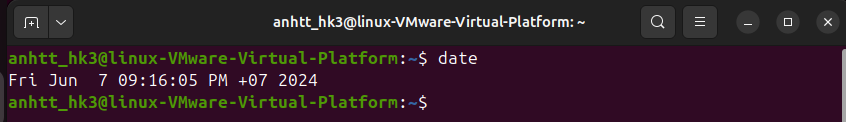 anhtt_hk3@linux-VMware-Virtual-Platform: ~
anhtt_hk3@linux-VMware-Virtual-Platform:~$ date
Fri Jun  7 09:16:05 PM +07 2024
anhtt_hk3@linux-VMware-Virtual-Platform:~$